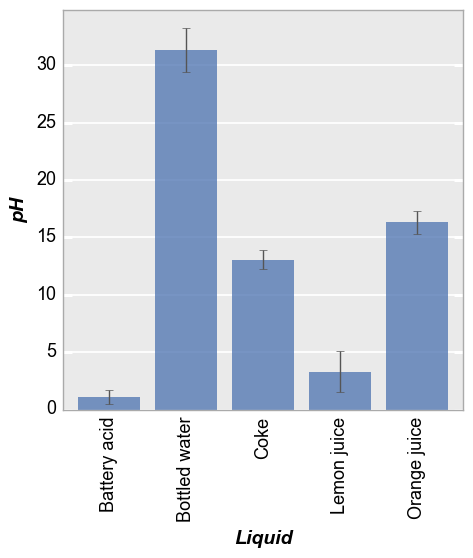 pH
30
25
20
15
10
5
0
Battery acid
Bottled water
Coke
Lemon juice
Orange juice
Liquid